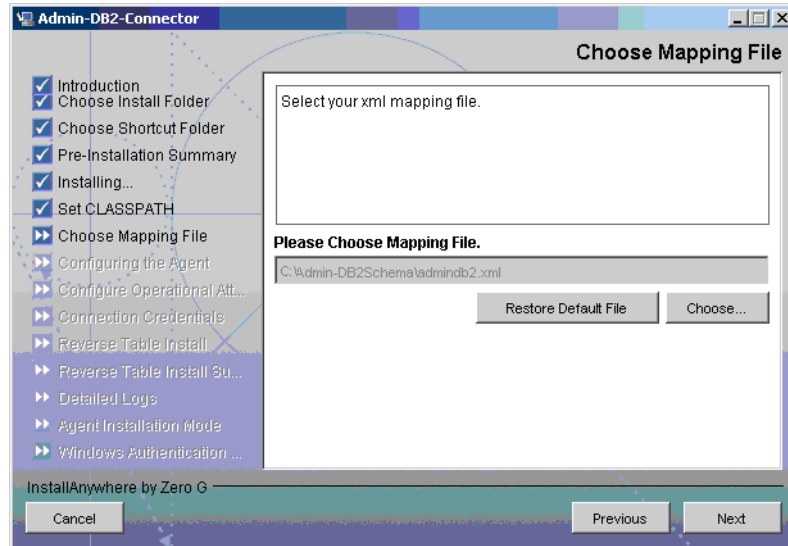 Admin-DB2-Connector
Choose Mapping File
Introduction
Choose Install Folder
Choose Shortcut Folder
Pre-Installation Summary
Installing...
Set CLASSPATH
Choose Mapping File
Configuring the Agent
Configure Operational Att...
Connection Credentials
Reverse Table Install
Reverse Table Install Su...
Detailed Logs
Agent Installation Mode
Windows Authentication ...
Select your xml mapping file.
Please Choose Mapping File.
C:\Admin-DB2Schema\admindb2.xml
Restore Default File
Choose...
InstallAnywhere by Zero G
Cancel
Previous
Next